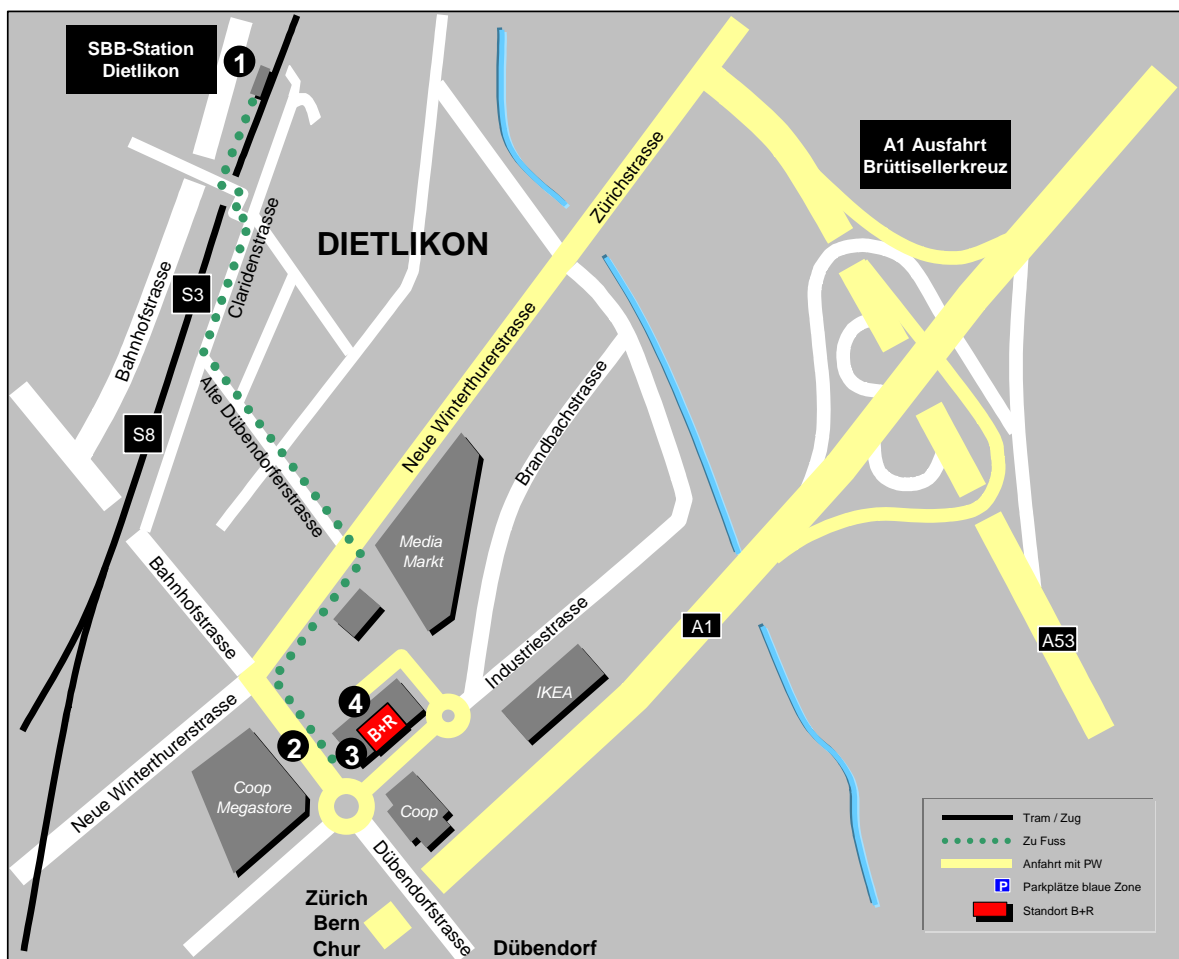 SBB-Station
Dietlikon
1
A1 Ausfahrt
Brüttisellerkreuz
Zürichstrasse
DIETLIKON
Claridenstrasse
S3
Bahnhofstrasse
Neue Winterthurerstrasse
Alte Dübendorferstrasse
S8
Brandbachstrasse
Media
Markt
Bahnhofstrasse
A1
A53
Industriestrasse
IKEA
4
B+R
Neue Winterthurerstrasse
2
3
Coop
Megastore
Coop
Dübendorfstrasse
Zürich
Bern
Chur
Dübendorf
Tram / Zug
Zu Fuss
Anfahrt mit PW
P Parkplätze blaue Zone
Standort B+R